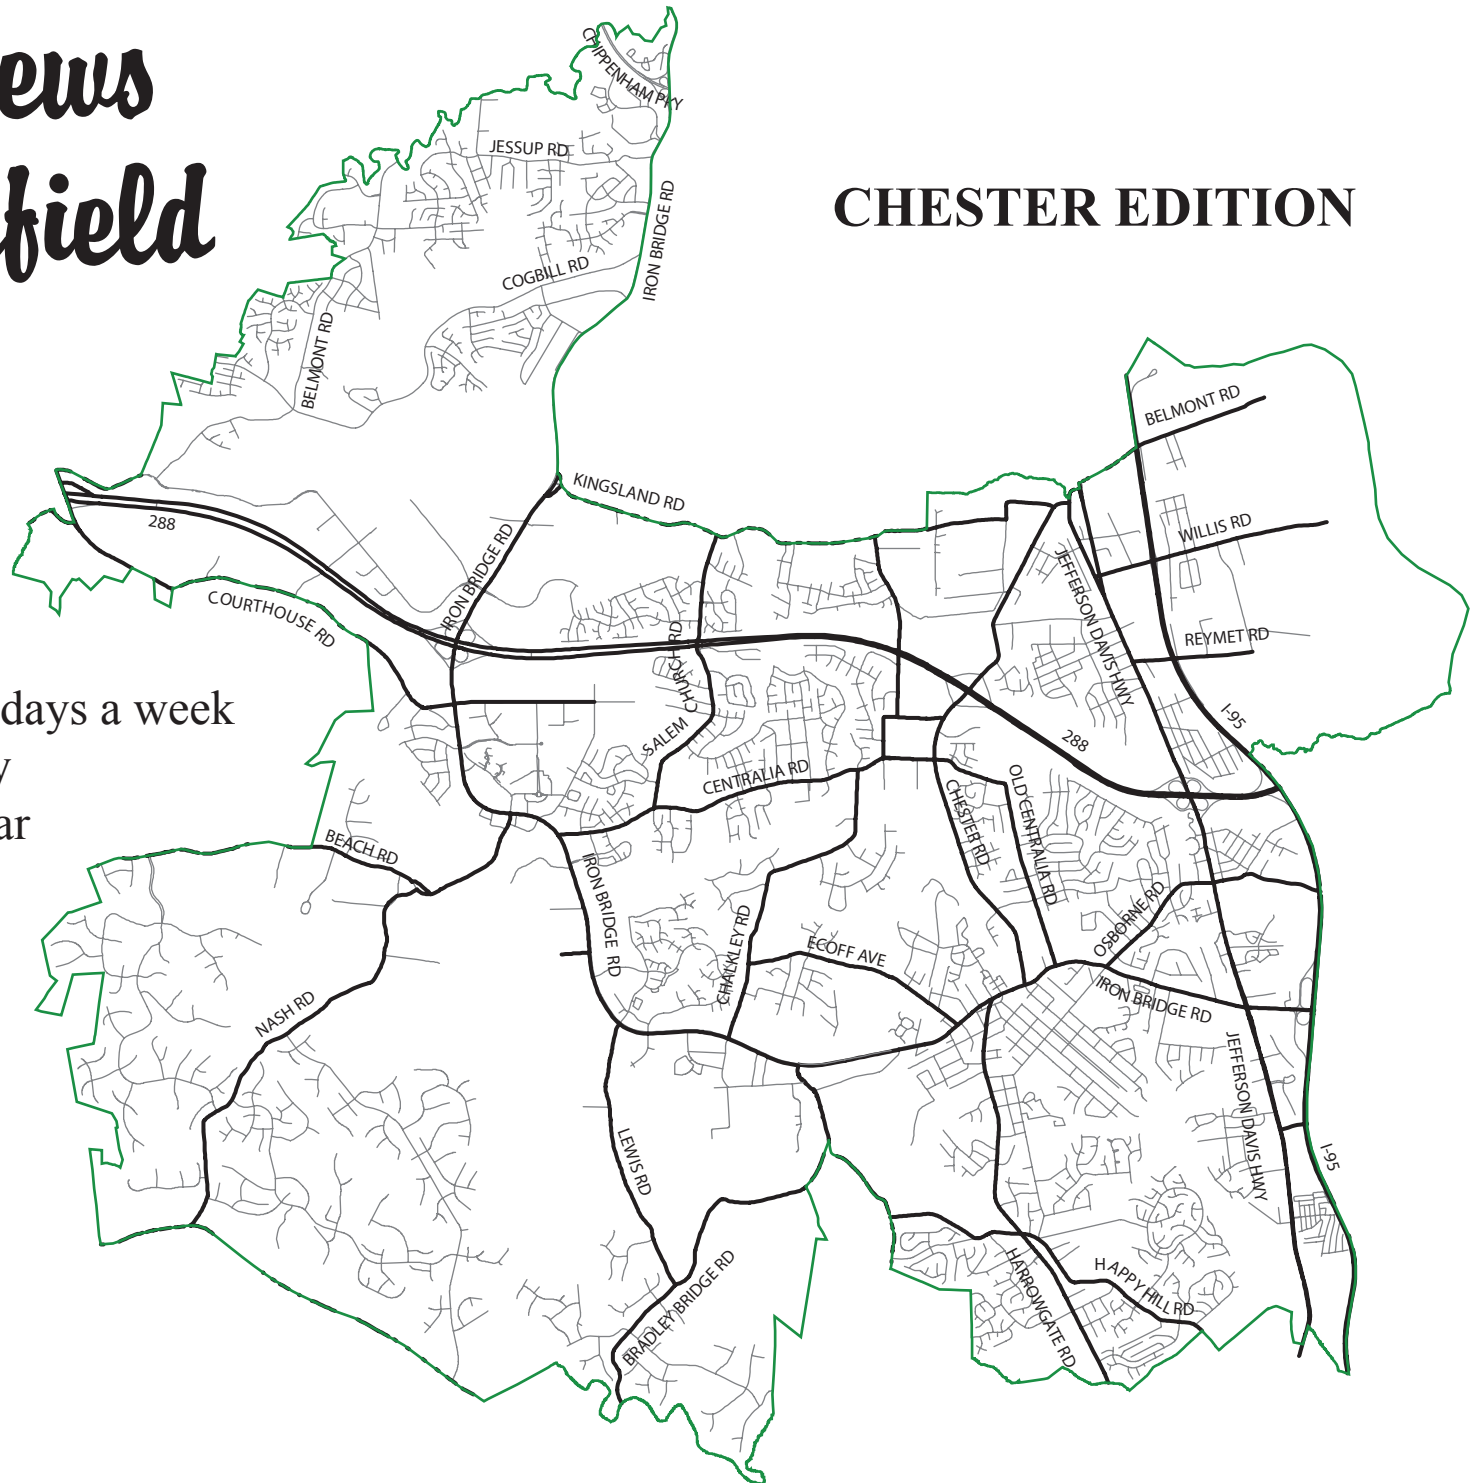 ews
field
CHESTER EDITION
CHIPPENHAM PKY
JESSUP RD
IRON BRIDGE RD
COGBILL RD
BELMONT RD
BELMONT RD
KINGSLAND RD
288
WILLIS RD
IRON BRIDGE RD
JEFFERSON DAVIS HWY
COURTHOUSE RD
REYMET RD
SALEM CHURCH RD
days a week
I-95
288
y
CENTRALIA RD
ar
CHESTER RD
OLD CENTRALIA RD
BEACH RD
IRON BRIDGE RD
OSBORNE RD
CHALKLEY RD
ECOFF AVE
NASH RD
IRON BRIDGE RD
JEFFERSON DAVIS HWY
LEWIS RD
I-95
BRADLEY BRIDGE RD
HARROWGATE RD
HAPPY HILL RD